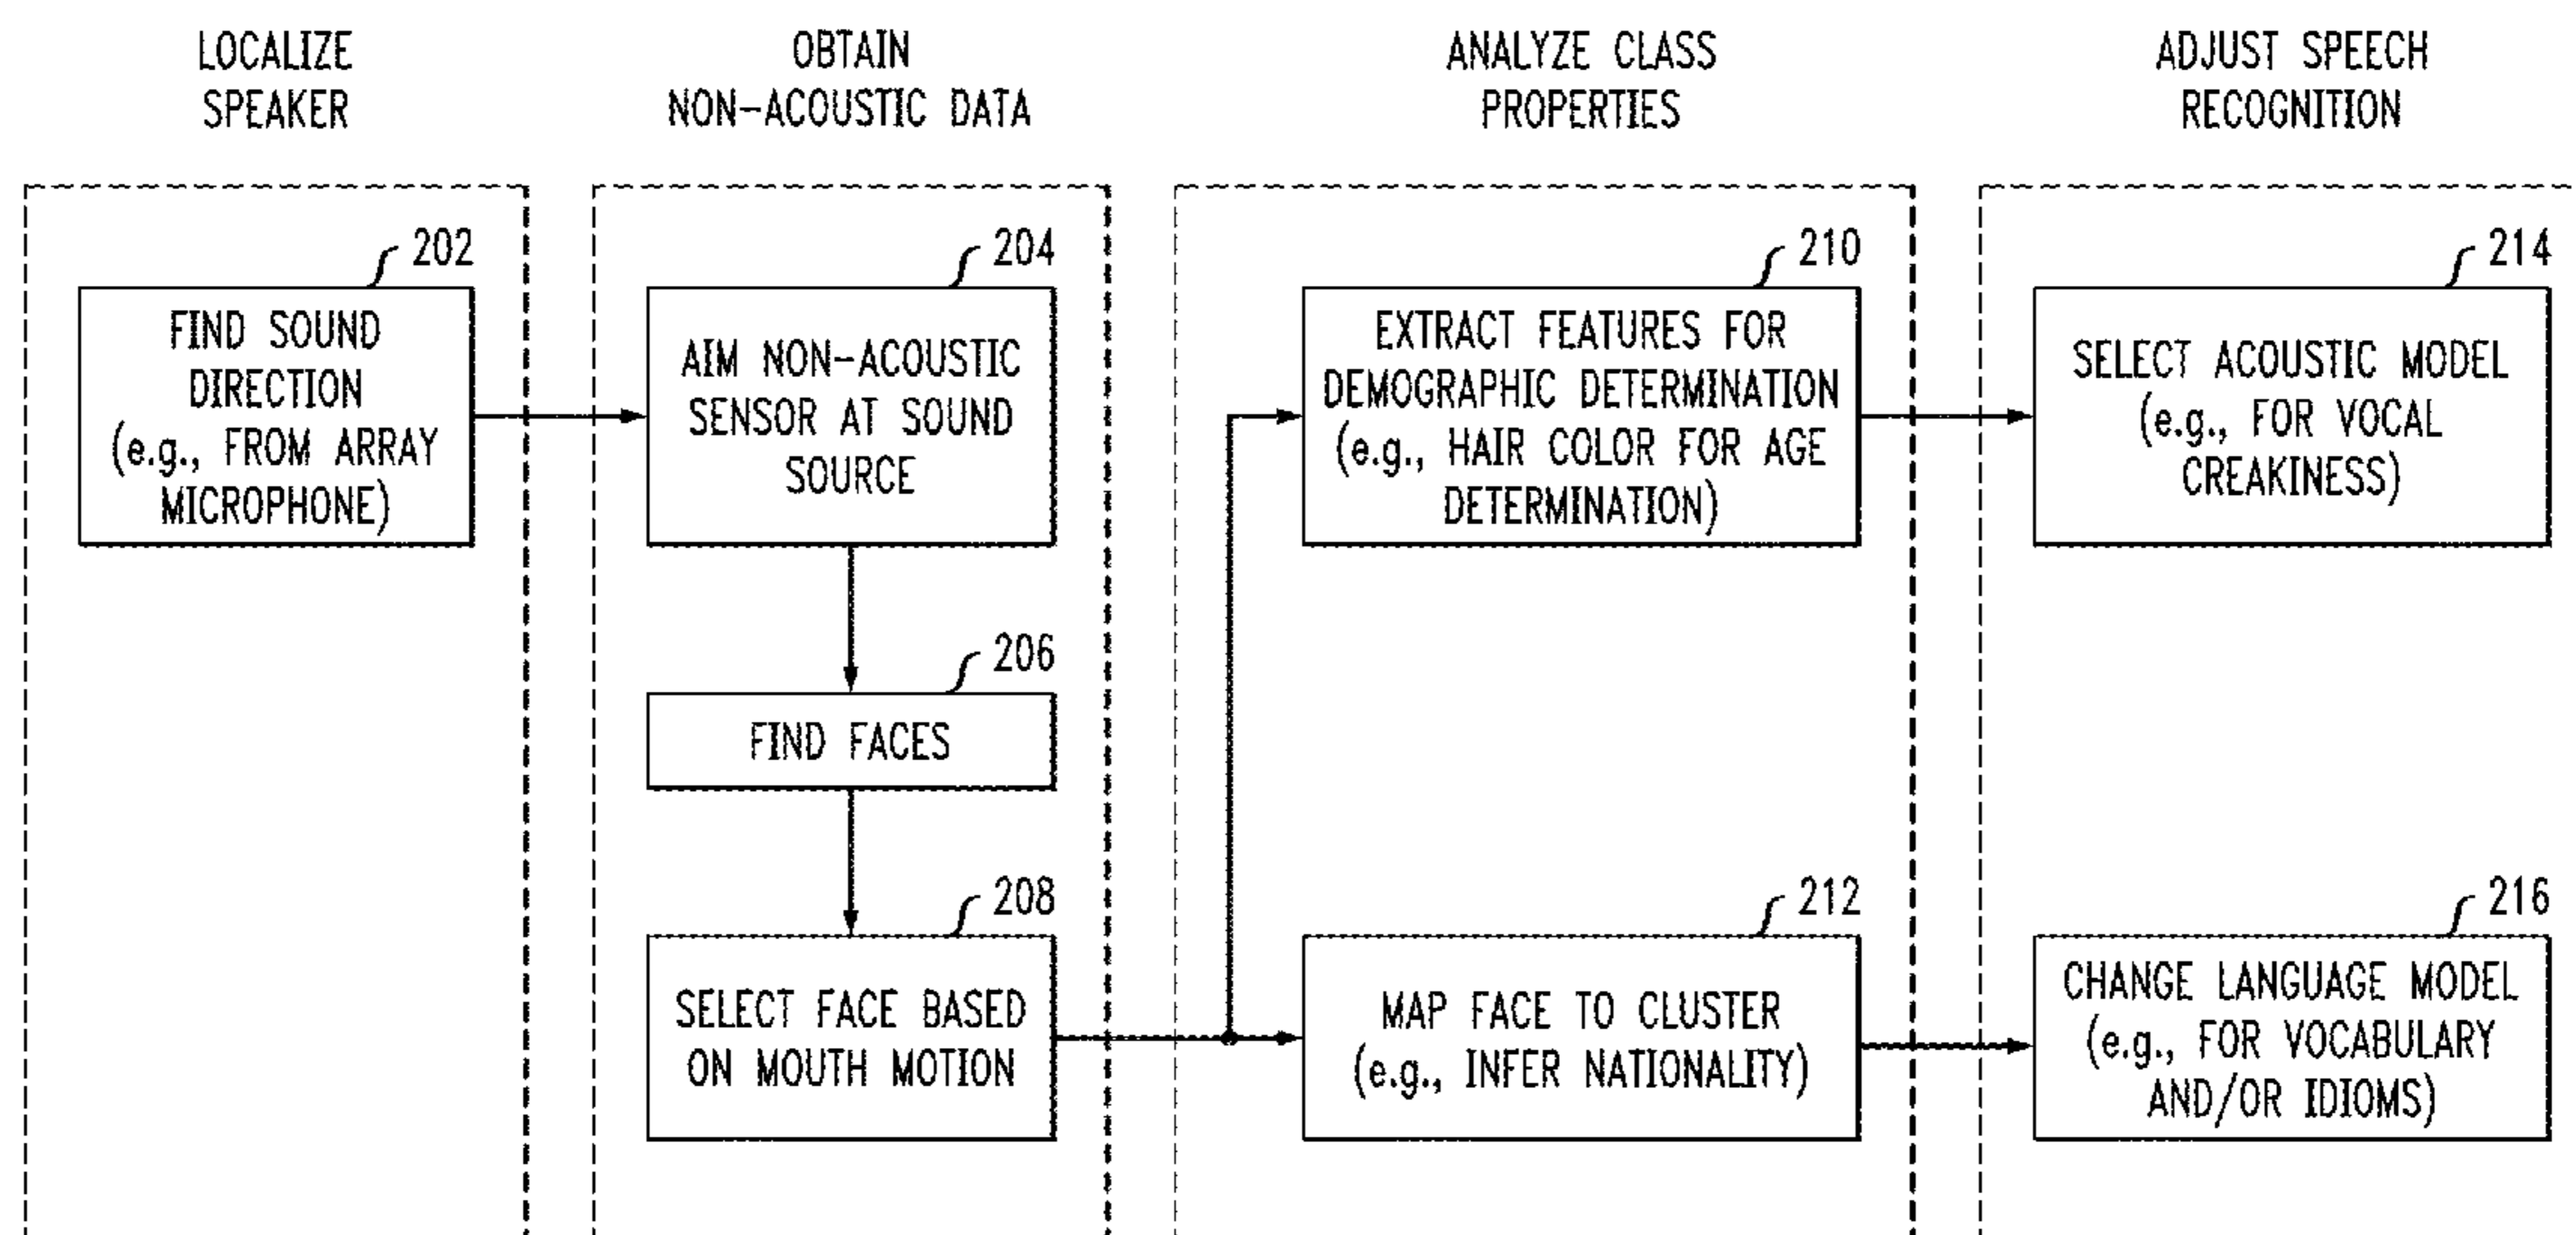 LOCALIZE
SPEAKER
OBTAIN
NON-ACOUSTIC DATA
ANALYZE CLASS
PROPERTIES
ADJUST SPEECH
RECOGNITION
202
FIND SOUND
DIRECTION
(e.g., FROM ARRAY
MICROPHONE)
204
AIM NON-ACOUSTIC
SENSOR AT SOUND
SOURCE
206
FIND FACES
208
SELECT FACE BASED
ON MOUTH MOTION
210
EXTRACT FEATURES FOR
DEMOGRAPHIC DETERMINATION
(e.g., HAIR COLOR FOR AGE
DETERMINATION)
212
MAP FACE TO CLUSTER
(e.g., INFER NATIONALITY)
214
SELECT ACOUSTIC MODEL
(e.g., FOR VOCAL
CREAKINESS)
216
CHANGE LANGUAGE MODEL
(e.g., FOR VOCABULARY
AND/OR IDIOMS)